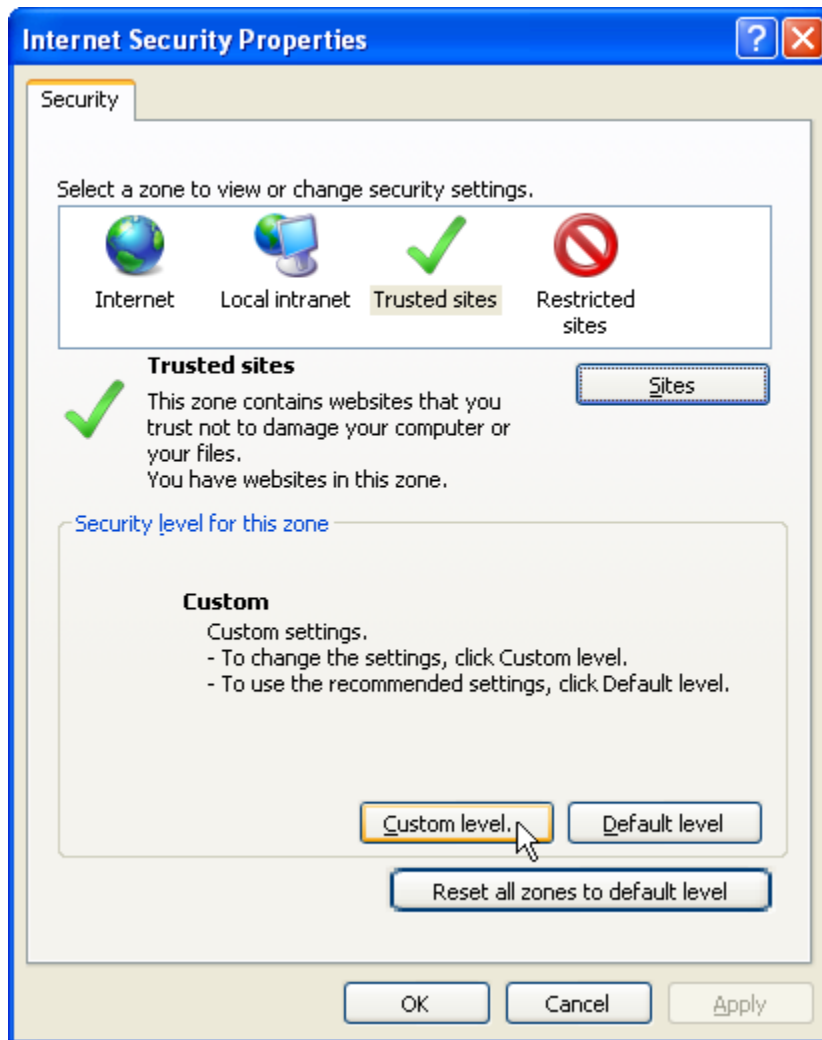 Internet Security Properties
Security
Select a zone to view or change security settings.
Internet
Local intranet
Trusted sites
Restricted
sites
Trusted sites
Sites
This zone contains websites that you
trust not to damage your computer or
your files.
You have websites in this zone.
Security level for this zone
Custom
Custom settings.
- To change the settings, click Custom level.
- To use the recommended settings, click Default level.
Custom level.
Default level
Reset all zones to default level
OK
Cancel
Apply